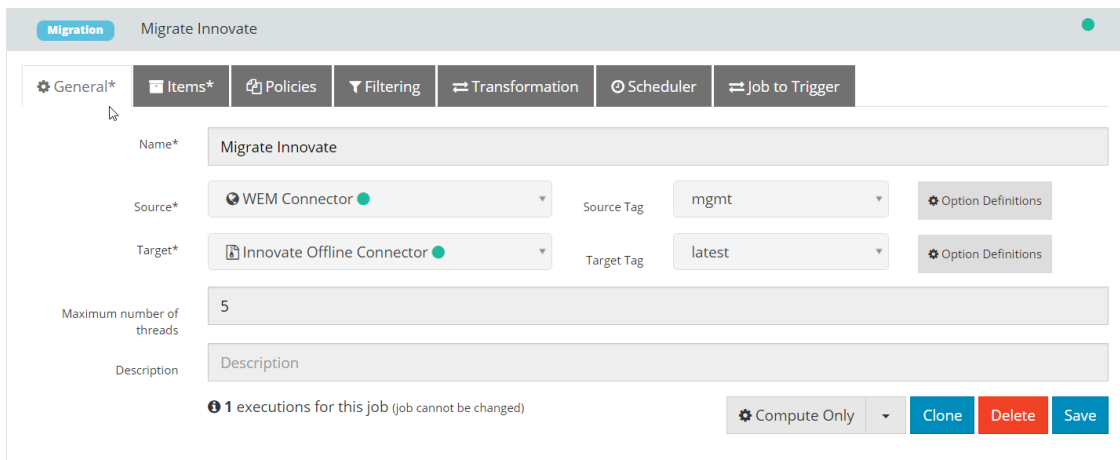 Migration Migrate Innovate
General* Items* Policies Filtering Transformation Scheduler Job to Trigger
Name* Migrate Innovate
Source* WEM Connector Source Tag mgmt Option Definitions
Target* Innovate Offline Connector Target Tag latest Option Definitions
Maximum number of 5
threads
Description Description
1 executions for this job (job cannot be changed) Compute Only Clone Delete Save